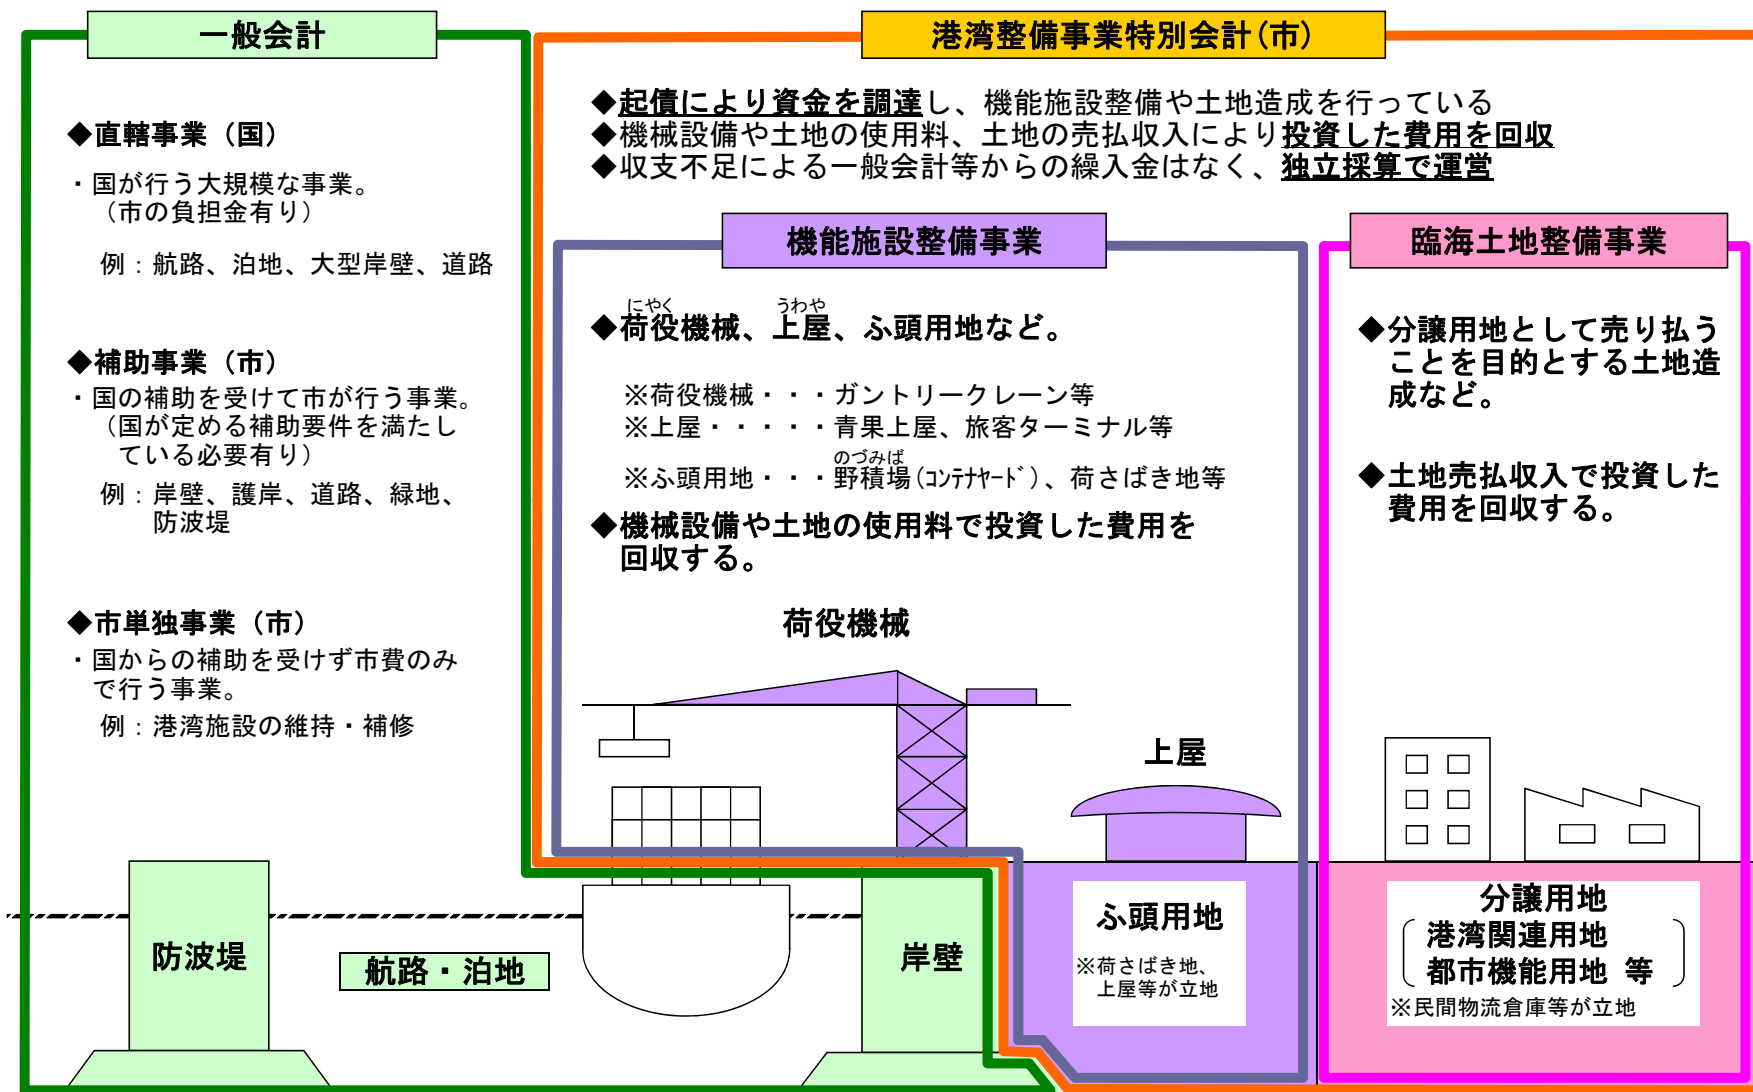 一般会計
◆直轄事業（国）
・国が行う大規模な事業。
（市の負担金有り）
例：航路、泊地、大型岸壁、道路
◆補助事業（市）
・国の補助を受けて市が行う事業。
（国が定める補助要件を満たし
ている必要有り）
例：岸壁、護岸、道路、緑地、
防波堤
◆市単独事業（市）
・国からの補助を受けず市費のみ
で行う事業。
例：港湾施設の維持・補修
港湾整備事業特別会計(市)
◆起債により資金を調達し、機能施設整備や土地造成を行っている
◆機械設備や土地の使用料、土地の売払収入により投資した費用を回収
◆収支不足による一般会計等からの繰入金はなく、独立採算で運営
機能施設整備事業
にやく うわや
◆荷役機械、上屋、ふ頭用地など。
※荷役機械・・・ガントリークレーン等
※上屋・・・・・青果上屋、旅客ターミナル等
のづみば
※ふ頭用地・・・野積場(ｺﾝﾃﾅﾔｰﾄﾞ)、荷さばき地等
◆機械設備や土地の使用料で投資した費用を
回収する。
臨海土地整備事業
◆分譲用地として売り払う
ことを目的とする土地造
成など。
◆土地売払収入で投資した
費用を回収する。
荷役機械
上屋
防波堤
航路・泊地
岸壁
ふ頭用地
※荷さばき地、
上屋等が立地
分譲用地
港湾関連用地
都市機能用地 等
※民間物流倉庫等が立地